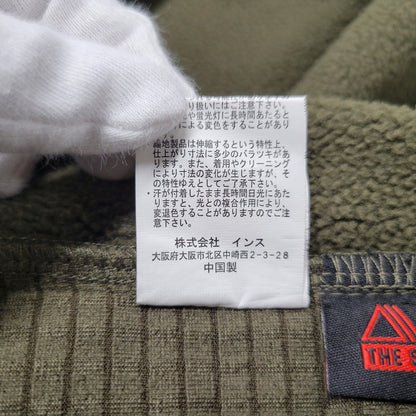 り扱いにはご注意下さい。
や蛍光灯に長時間あたると
による変色をすることがあり
編地製品は伸縮するという特性上、
仕上がり寸法に多少のバラツキがあ
ります。また、着用やクリーニング
により寸法の変化が生じますが、そ
の特性ゆえとしてご了承下さい。
・汗が付着したまま長時間日光にあた
りますと、光との複合作用により、
変退色することがありますのでご注
意下さい。
株式会社 インス
大阪府大阪市北区中崎西2-3-28
中国製
THE S